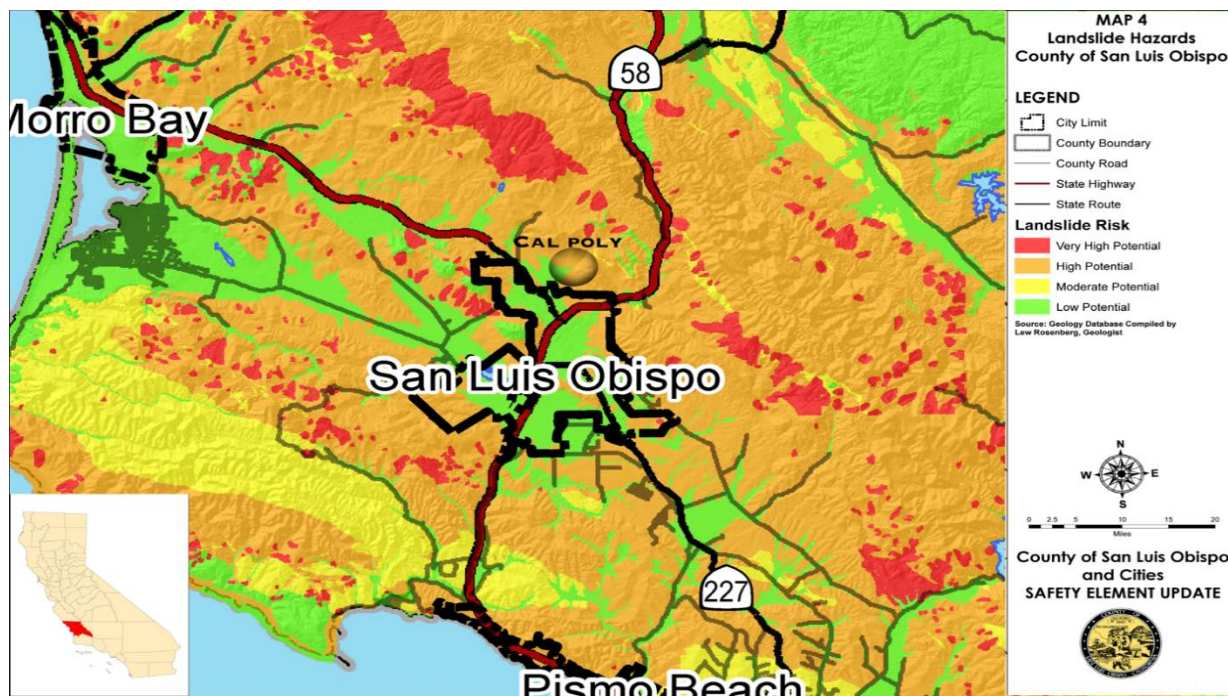 MAP 4
Landslide Hazards
County of San Luis Obispo
LEGEND
City Limit
County Boundary
County Road
State Highway
State Route
Landslide Risk
Very High Potential
High Potential
Moderate Potential
Low Potential
Source: Geology Database Compiled by
Lew Rosenberg, Geologist
58
Morro Bay
CAL POLY
San Luis Obispo
227
Pismo Beach
N
W
E
S
0 2.5 5 10 15 20
Miles
County of San Luis Obispo
and Cities
SAFETY ELEMENT UPDATE